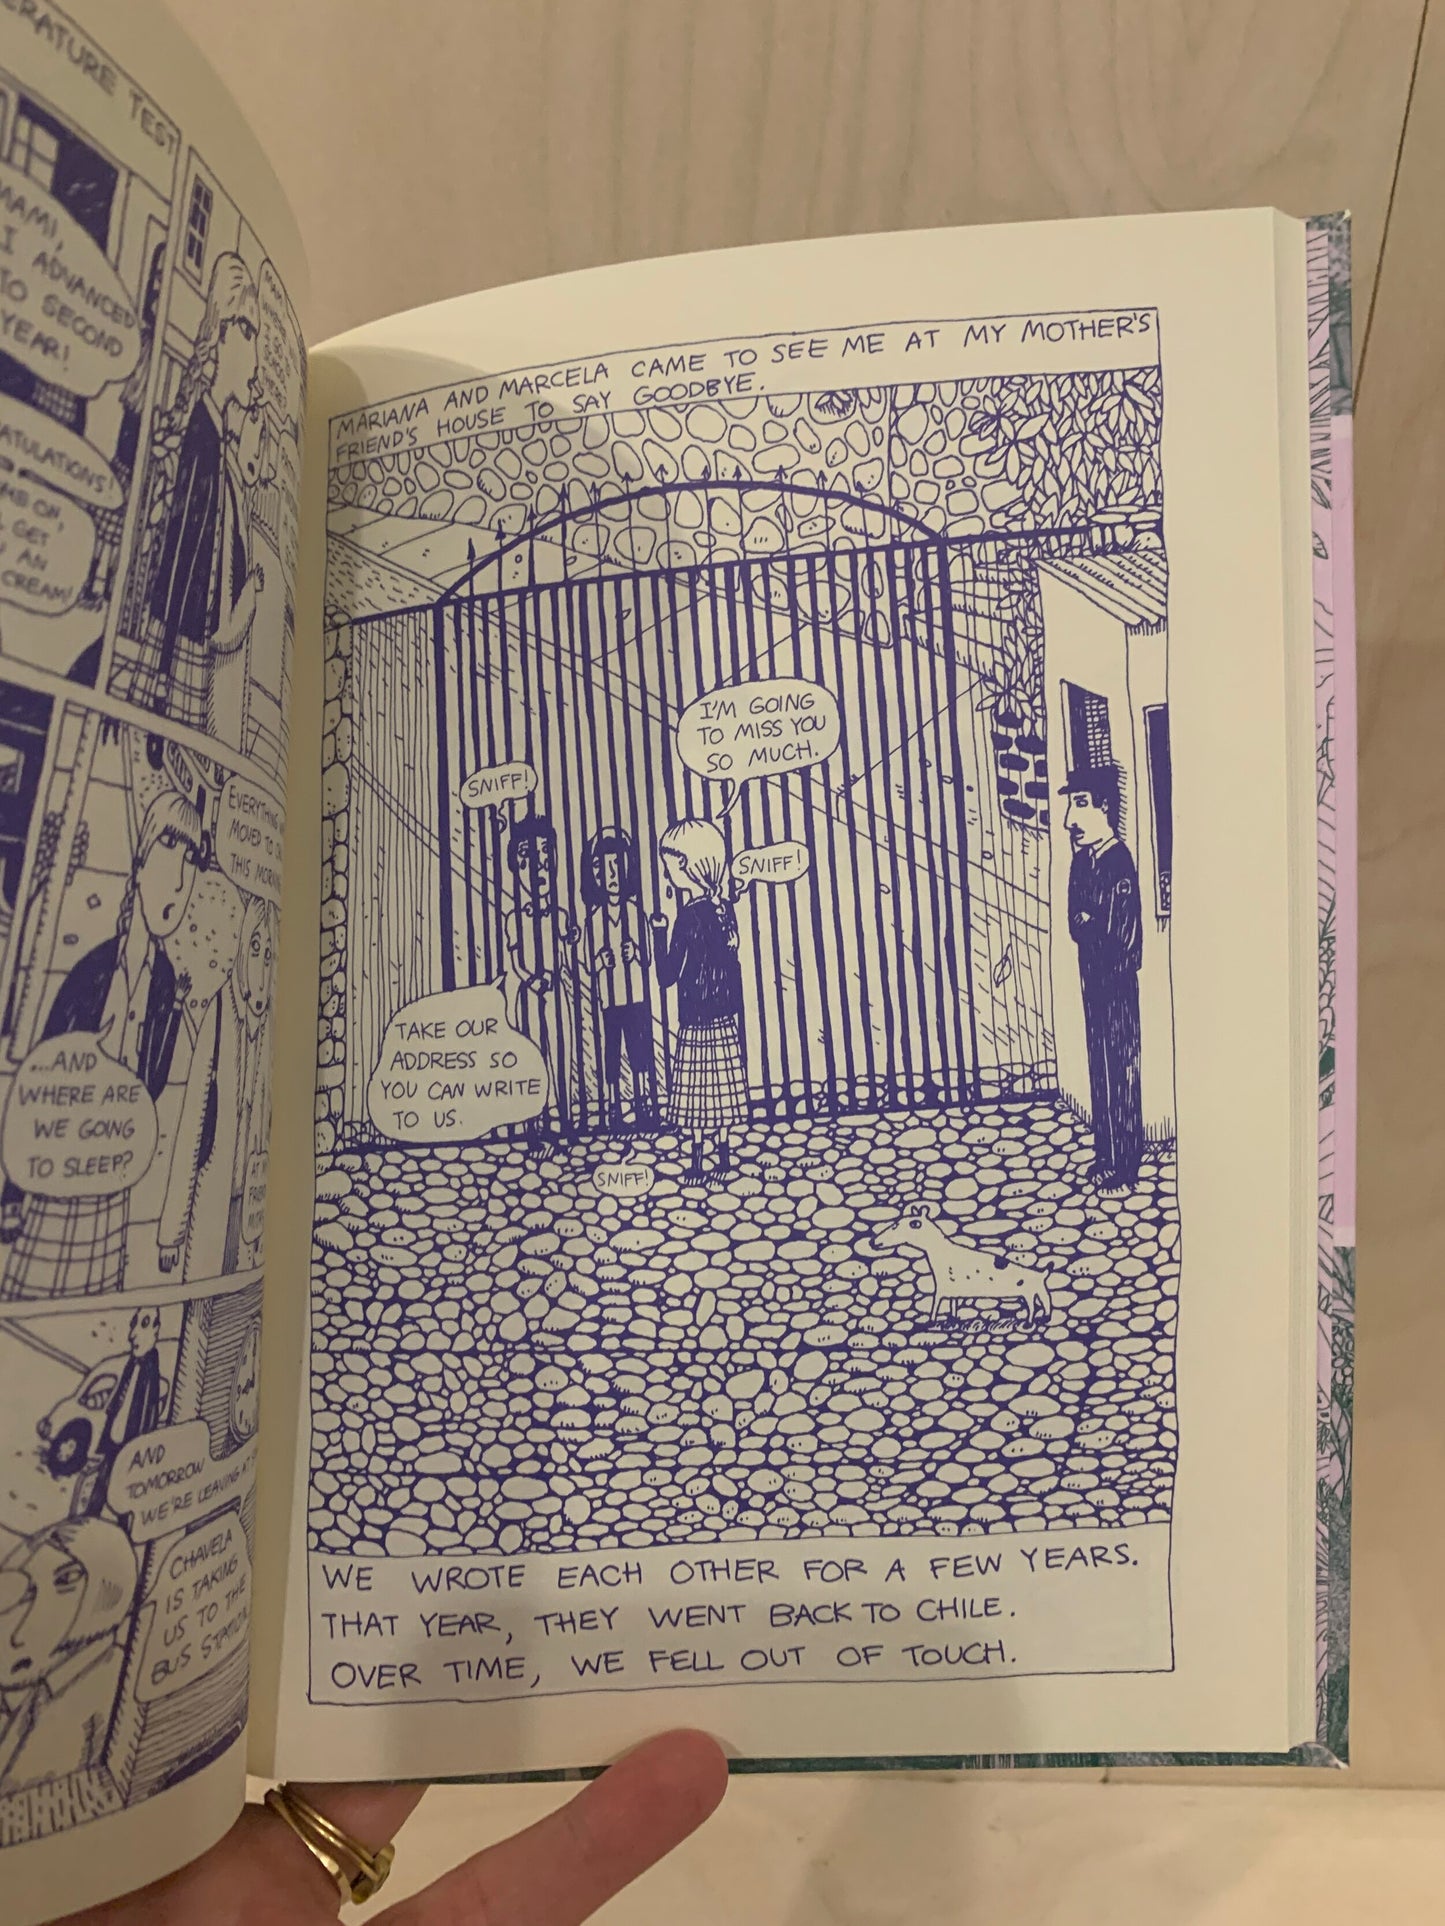 TEST
MAMI,
I ADVANCED
TO SECOND
YEAR!
CREAM!
EVERYTHING
MOVED TO
THIS MORNING
...AND
WHERE ARE
WE GOING
TO SLEEP?
AND
TOMORROW
WE'RE LEAVING AT
CHAVELA
IS TAKING
US TO THE
BUS STATION.
MARIANA AND MARCELA CAME TO SEE ME AT MY MOTHER'S
FRIEND'S HOUSE TO SAY GOODBYE.
I'M GOING
TO MISS YOU
SO MUCH.
SNIFF!
SNIFF!
TAKE OUR
ADDRESS SO
YOU CAN WRITE
TO US.
SNIFF!
WE WROTE EACH OTHER FOR A FEW YEARS.
THAT YEAR, THEY WENT BACK TO CHILE.
OVER TIME, WE FELL OUT OF TOUCH.